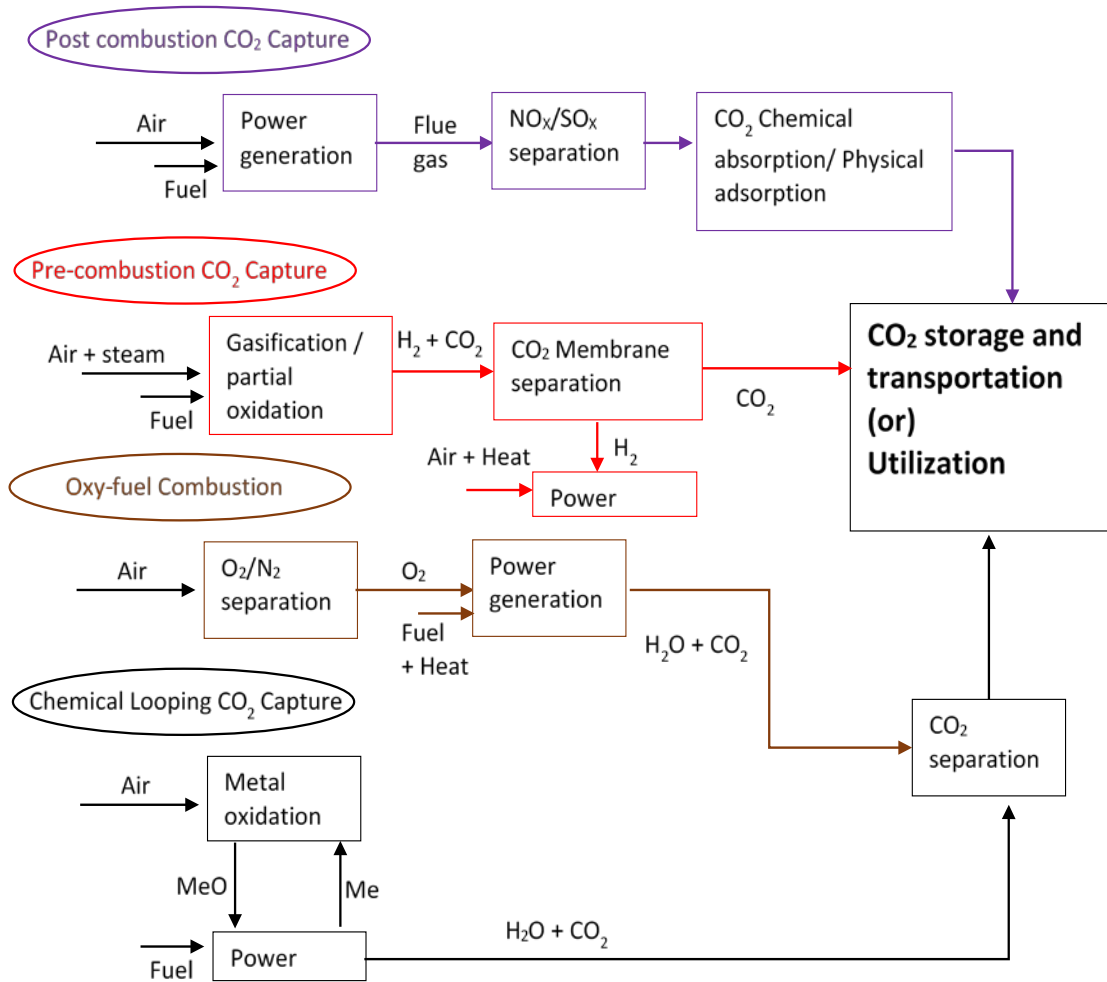 Post combustion CO₂ Capture
Air
Fuel
Power
generation
Flue
gas
NOₓ/SOₓ
separation
CO₂ Chemical
absorption/ Physical
adsorption
Pre-combustion CO₂ Capture
Air + steam
Fuel
Gasification /
partial
oxidation
H₂ + CO₂
CO₂ Membrane
separation
CO₂
H₂
Air + Heat
Power
CO₂ storage and
transportation
(or)
Utilization
Oxy-fuel Combustion
Air
O₂/N₂
separation
O₂
Fuel
+ Heat
Power
generation
H₂O + CO₂
CO₂
separation
Chemical Looping CO₂ Capture
Air
Metal
oxidation
MeO
Me
Fuel
Power
H₂O + CO₂